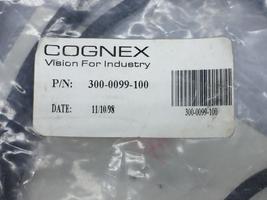 COGNEX
Vision For Industry
P/N: 300-0099-100
DATE: 11/10/98
300-0099-100